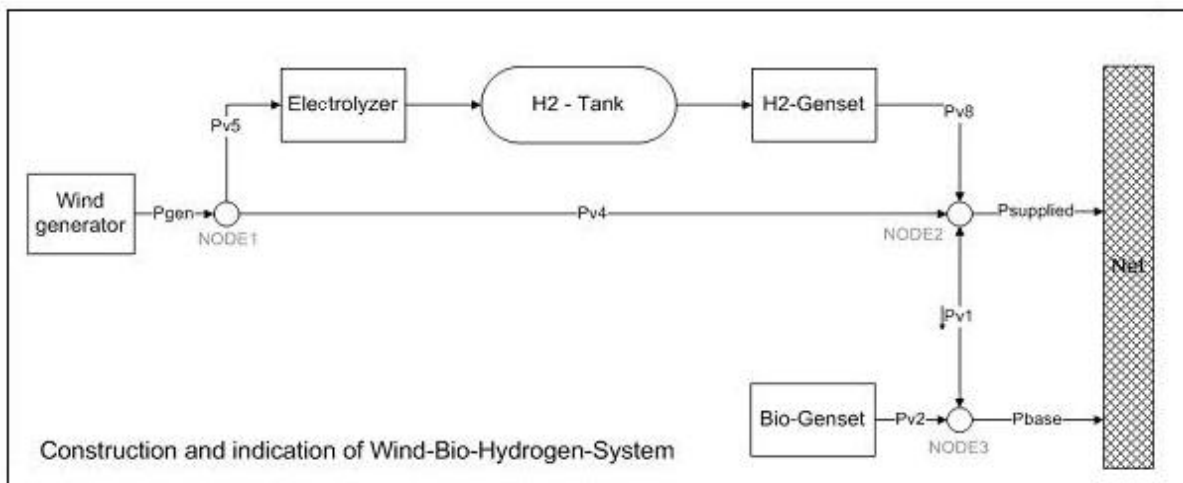 Electrolyzer
H2 - Tank
H2-Genset
Pv5
Pv8
Wind
generator
Pgen
NODE1
Pv4
NODE2
Psupplied
Net
Pv1
Bio-Genset
Pv2
NODE3
Pbase
Construction and indication of Wind-Bio-Hydrogen-System